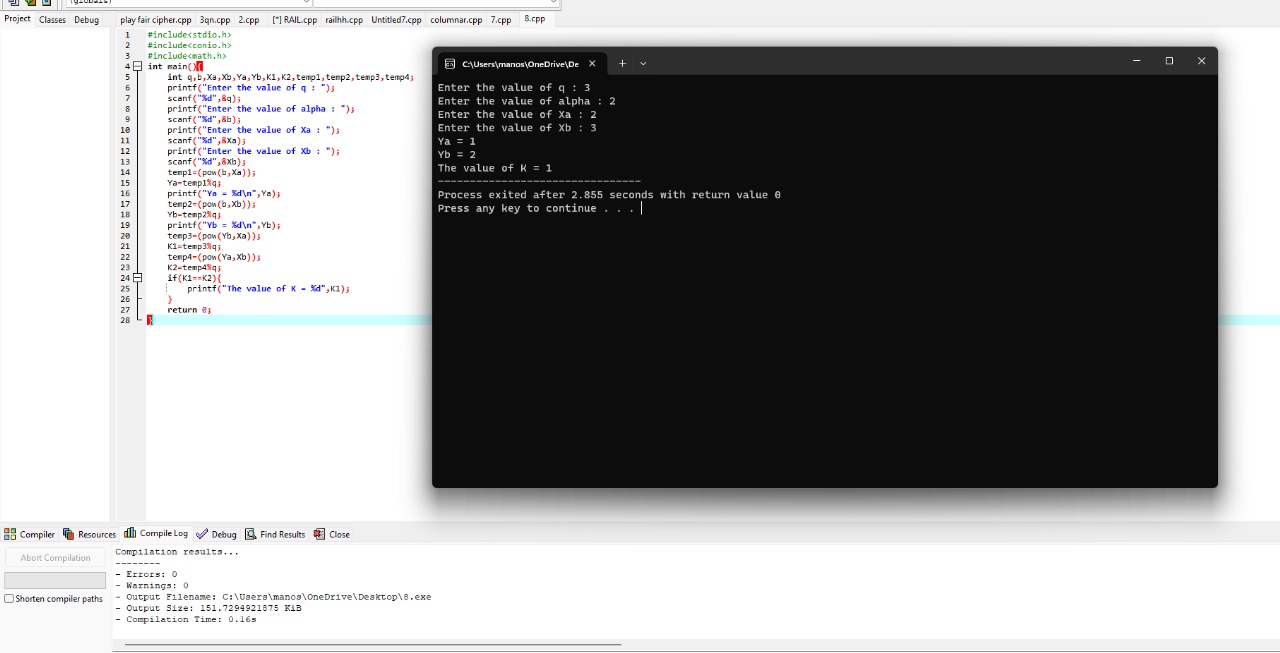 (globals)
Project Classes Debug
play fair cipher.cpp 3qn.cpp 2.cpp [*] RAIL.cpp railhh.cpp Untitled7.cpp columnar.cpp 7.cpp 8.cpp
1 #include<stdio.h>
2 #include<conio.h>
3 #include<math.h>
4 int main(){
5 int q,b,Xa,Xb,Ya,Yb,K1,K2,temp1,temp2,temp3,temp4;
6 printf("Enter the value of q : ");
7 scanf("%d",&q);
8 printf("Enter the value of alpha : ");
9 scanf("%d",&b);
10 printf("Enter the value of Xa : ");
11 scanf("%d",&Xa);
12 printf("Enter the value of Xb : ");
13 scanf("%d",&Xb);
14 temp1=(pow(b,Xa));
15 Ya=temp1%q;
16 printf("Ya = %d\n",Ya);
17 temp2=(pow(b,Xb));
18 Yb=temp2%q;
19 printf("Yb = %d\n",Yb);
20 temp3=(pow(Yb,Xa));
21 K1=temp3%q;
22 temp4=(pow(Ya,Xb));
23 K2=temp4%q;
24 if(K1==K2){
25 printf("The value of K = %d",K1);
26 }
27 return 0;
28 }
C:\Users\manos\OneDrive\De
Enter the value of q : 3
Enter the value of alpha : 2
Enter the value of Xa : 2
Enter the value of Xb : 3
Ya = 1
Yb = 2
The value of K = 1
--------------------------------
Process exited after 2.855 seconds with return value 0
Press any key to continue . . .
Compiler Resources Compile Log Debug Find Results Close
Abort Compilation
Shorten compiler paths
Compilation results...
--------
- Errors: 0
- Warnings: 0
- Output Filename: C:\Users\manos\OneDrive\Desktop\8.exe
- Output Size: 151.7294921875 KiB
- Compilation Time: 0.16s